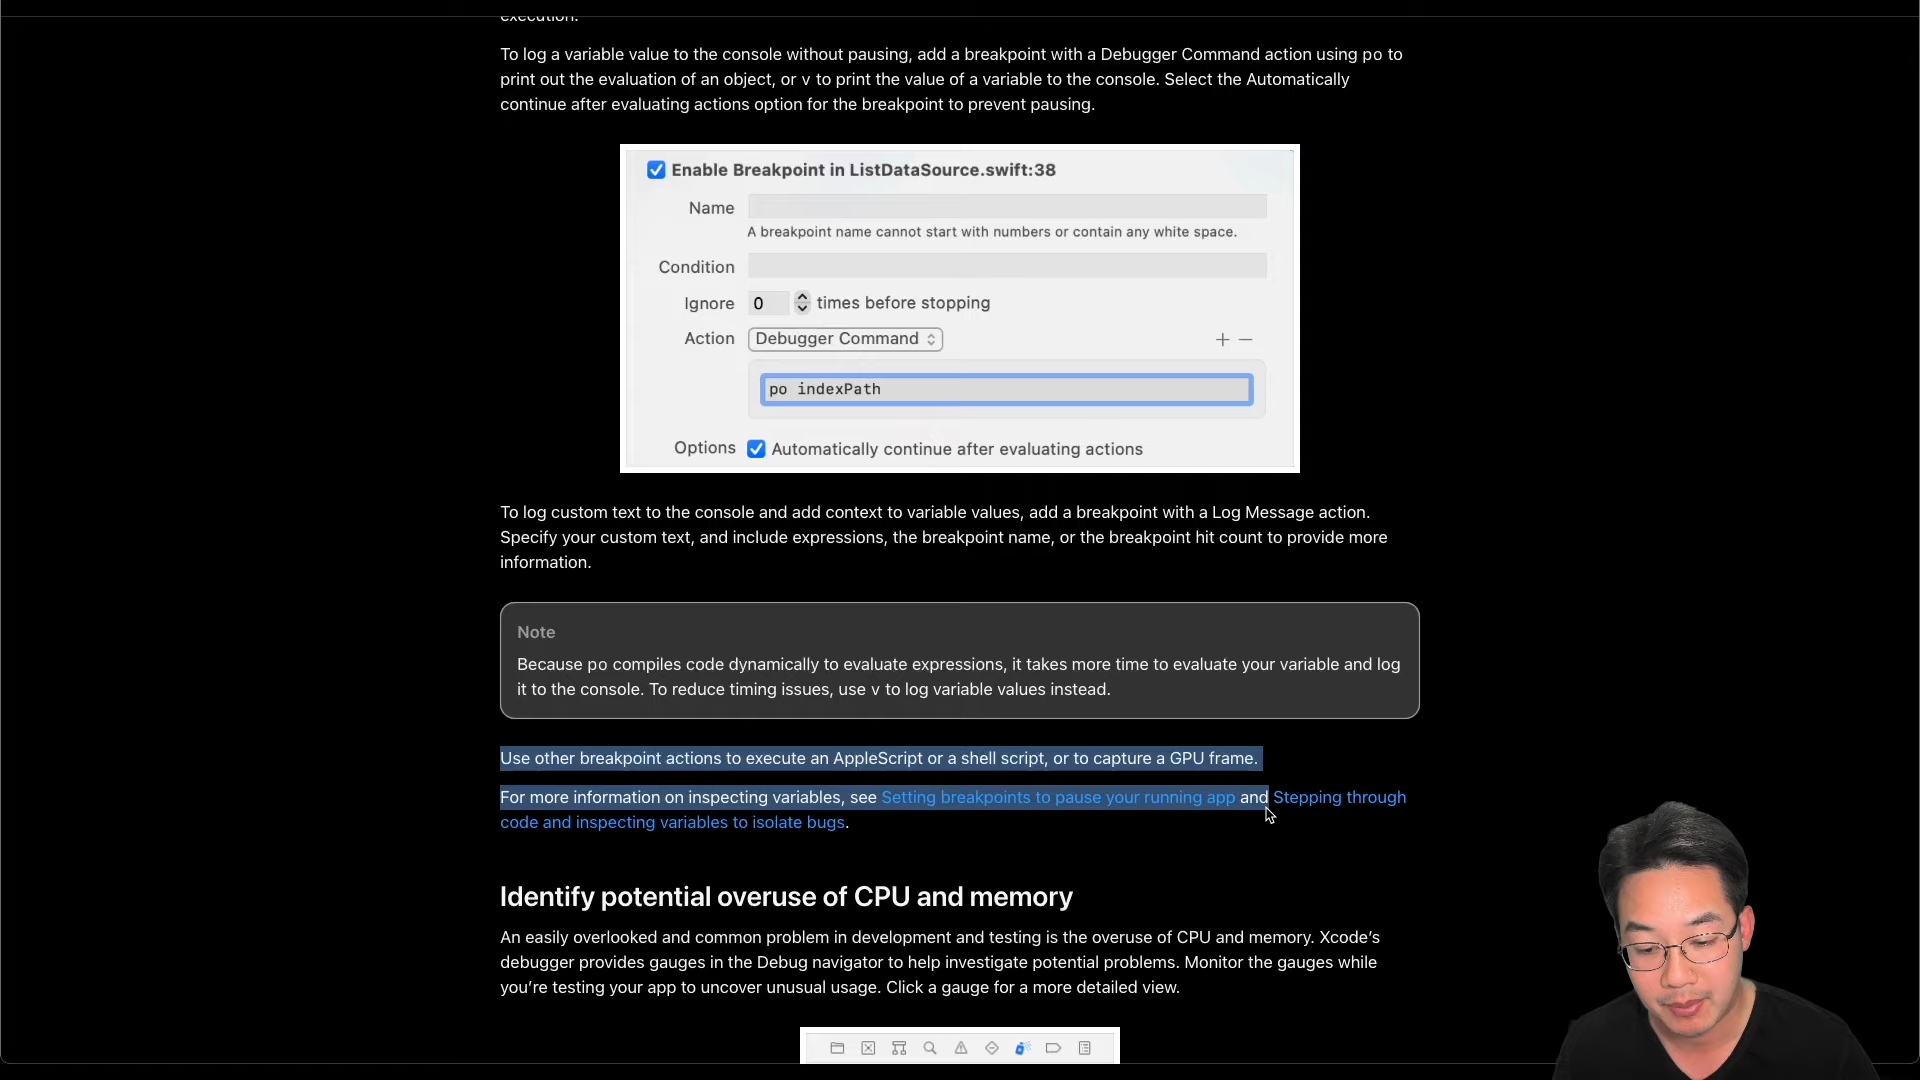 execution.
To log a variable value to the console without pausing, add a breakpoint with a Debugger Command action using po to
print out the evaluation of an object, or v to print the value of a variable to the console. Select the Automatically
continue after evaluating actions option for the breakpoint to prevent pausing.
Enable Breakpoint in ListDataSource.swift:38
Name
A breakpoint name cannot start with numbers or contain any white space.
Condition
Ignore 0 times before stopping
Action Debugger Command + −
po indexPath
Options Automatically continue after evaluating actions
To log custom text to the console and add context to variable values, add a breakpoint with a Log Message action.
Specify your custom text, and include expressions, the breakpoint name, or the breakpoint hit count to provide more
information.
Note
Because po compiles code dynamically to evaluate expressions, it takes more time to evaluate your variable and log
it to the console. To reduce timing issues, use v to log variable values instead.
Use other breakpoint actions to execute an AppleScript or a shell script, or to capture a GPU frame.
For more information on inspecting variables, see Setting breakpoints to pause your running app and Stepping through
code and inspecting variables to isolate bugs.
Identify potential overuse of CPU and memory
An easily overlooked and common problem in development and testing is the overuse of CPU and memory. Xcode’s
debugger provides gauges in the Debug navigator to help investigate potential problems. Monitor the gauges while
you’re testing your app to uncover unusual usage. Click a gauge for a more detailed view.